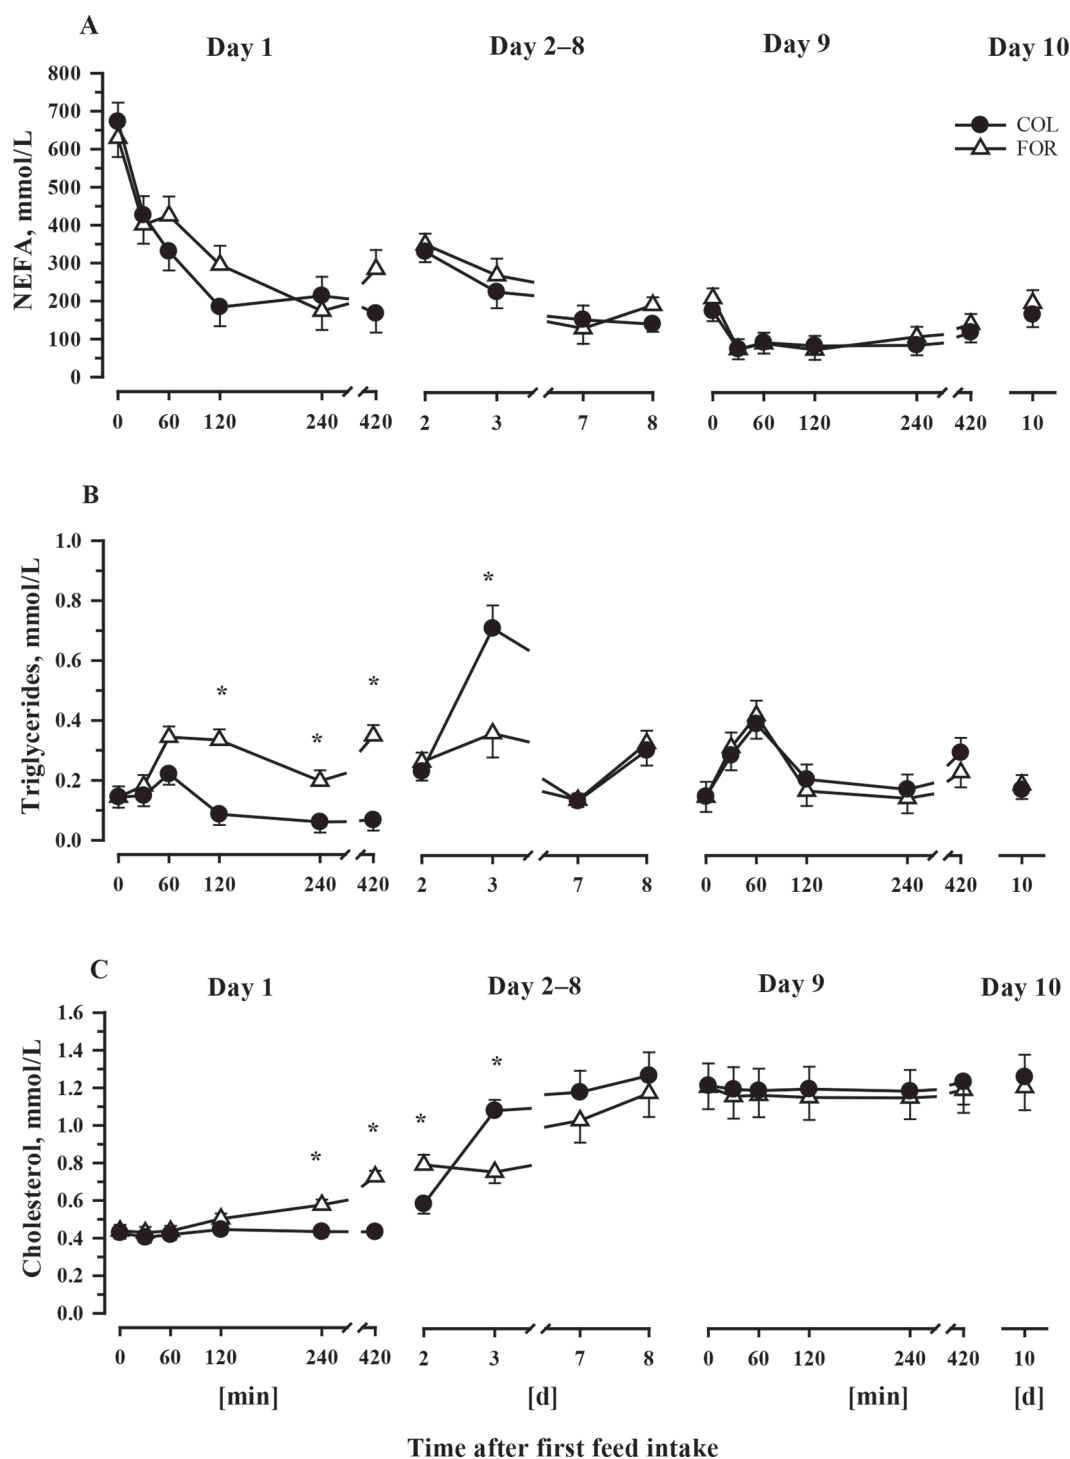 A
Day 1
Day 2–8
Day 9
Day 10
NEFA, mmol/L
800
700
600
500
400
300
200
100
0
COL
FOR
0 60 120 240 420 2 3 7 8 0 60 120 240 420 10
B
Triglycerides, mmol/L
1.0
0.8
0.6
0.4
0.2
0.0
* * * *
0 60 120 240 420 2 3 7 8 0 60 120 240 420 10
C
Day 1
Day 2–8
Day 9
Day 10
Cholesterol, mmol/L
1.6
1.4
1.2
1.0
0.8
0.6
0.4
0.2
0.0
* * * *
0 60 120 240 420 2 3 7 8 0 60 120 240 420 10
[min] [d] [min] [d]
Time after first feed intake